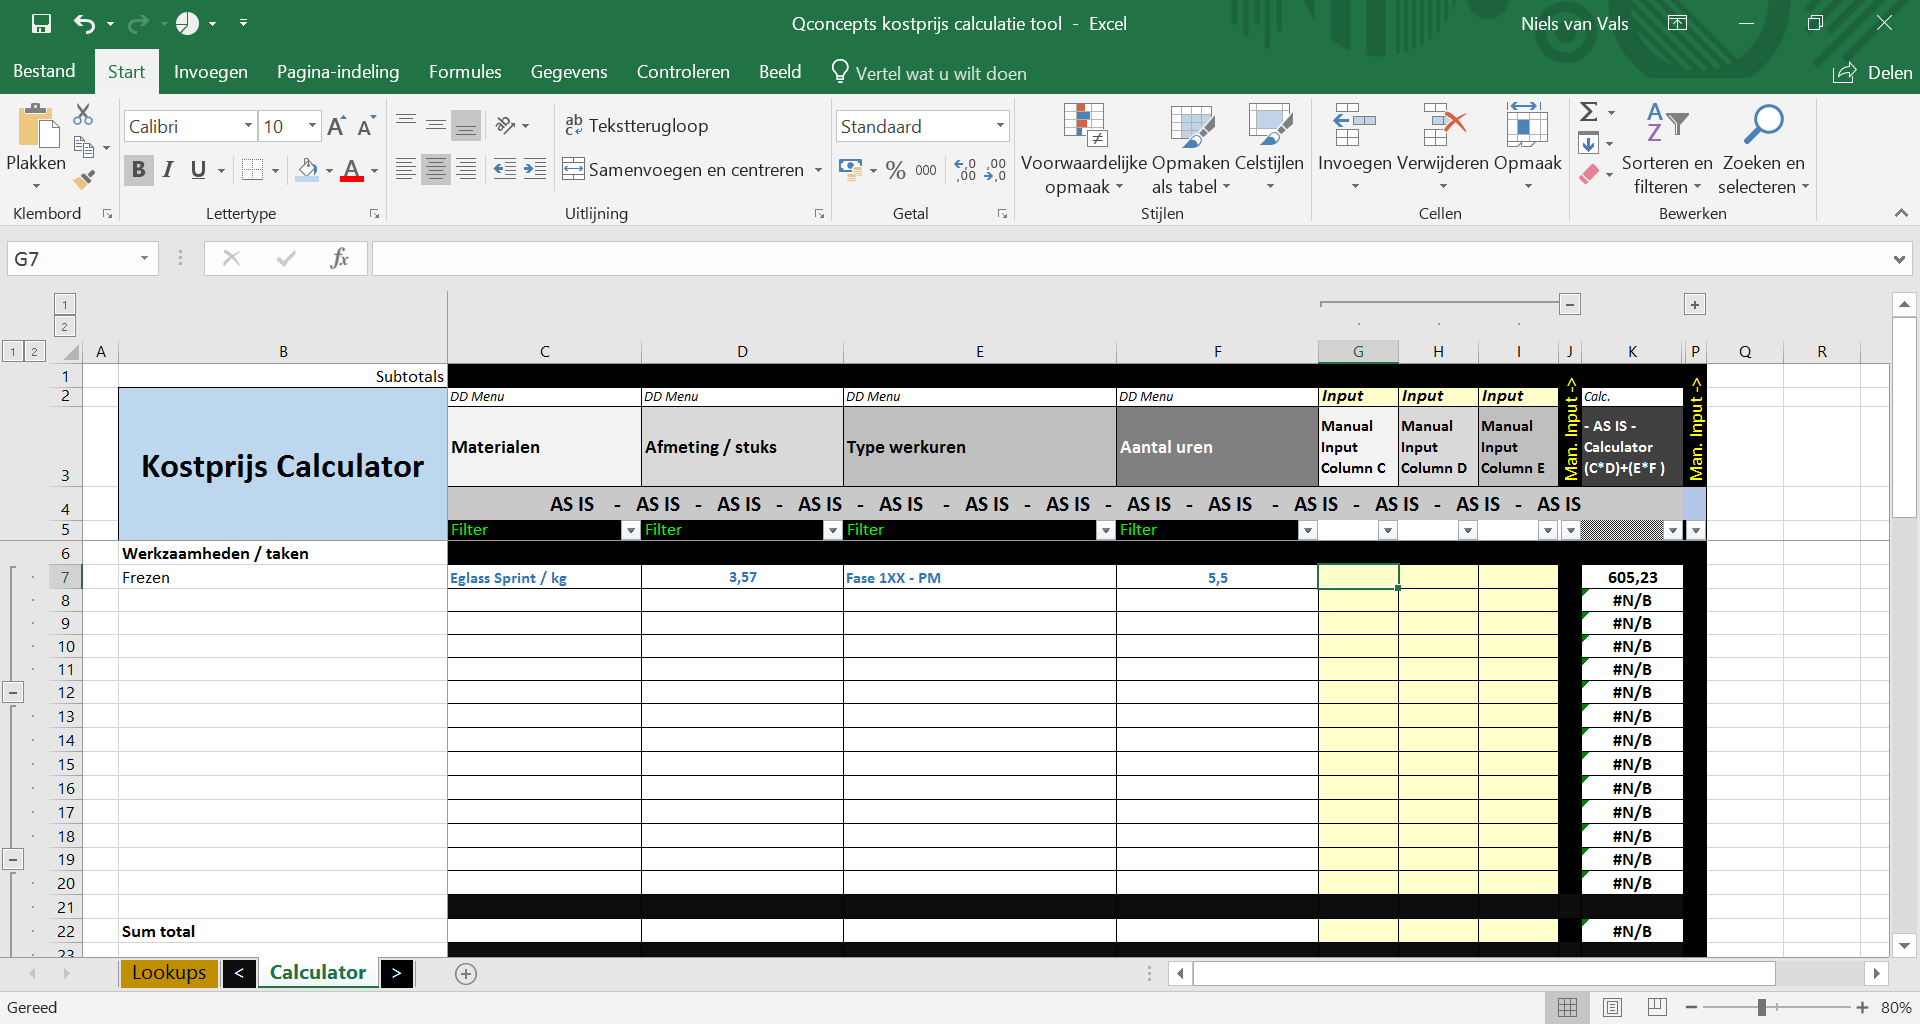 Qconcepts kostprijs calculatie tool - Excel
Niels van Vals
Bestand Start Invoegen Pagina-indeling Formules Gegevens Controleren Beeld Vertel wat u wilt doen Delen
Plakken
Klembord
Calibri 10
B I U
Lettertype
Tekstterugloop
Samenvoegen en centreren
Uitlijning
Standaard
% 000
Getal
Voorwaardelijke opmaak
Opmaken als tabel
Celstijlen
Stijlen
Invoegen Verwijderen Opmaak
Cellen
Sorteren en filteren
Zoeken en selecteren
Bewerken
G7 fx
1
2
1 2
A B C D E F G H I J K P Q R
1 Subtotals
2 DD Menu DD Menu DD Menu DD Menu Input Input Input Calc.
3 Kostprijs Calculator Materialen Afmeting / stuks Type werkuren Aantal uren
Manual Input Column C
Manual Input Column D
Manual Input Column E
Man. Input ->
- AS IS - Calculator (C*D)+(E*F )
Man. Input ->
4 AS IS - AS IS - AS IS - AS IS - AS IS - AS IS - AS IS - AS IS - AS IS - AS IS - AS IS - AS IS
5 Filter Filter Filter Filter
6 Werkzaamheden / taken
7 Frezen Eglass Sprint / kg 3,57 Fase 1XX - PM 5,5 605,23
8 #N/B
9 #N/B
10 #N/B
11 #N/B
12 #N/B
13 #N/B
14 #N/B
15 #N/B
16 #N/B
17 #N/B
18 #N/B
19 #N/B
20 #N/B
21
22 Sum total #N/B
23
Lookups < Calculator >
Gereed
80%